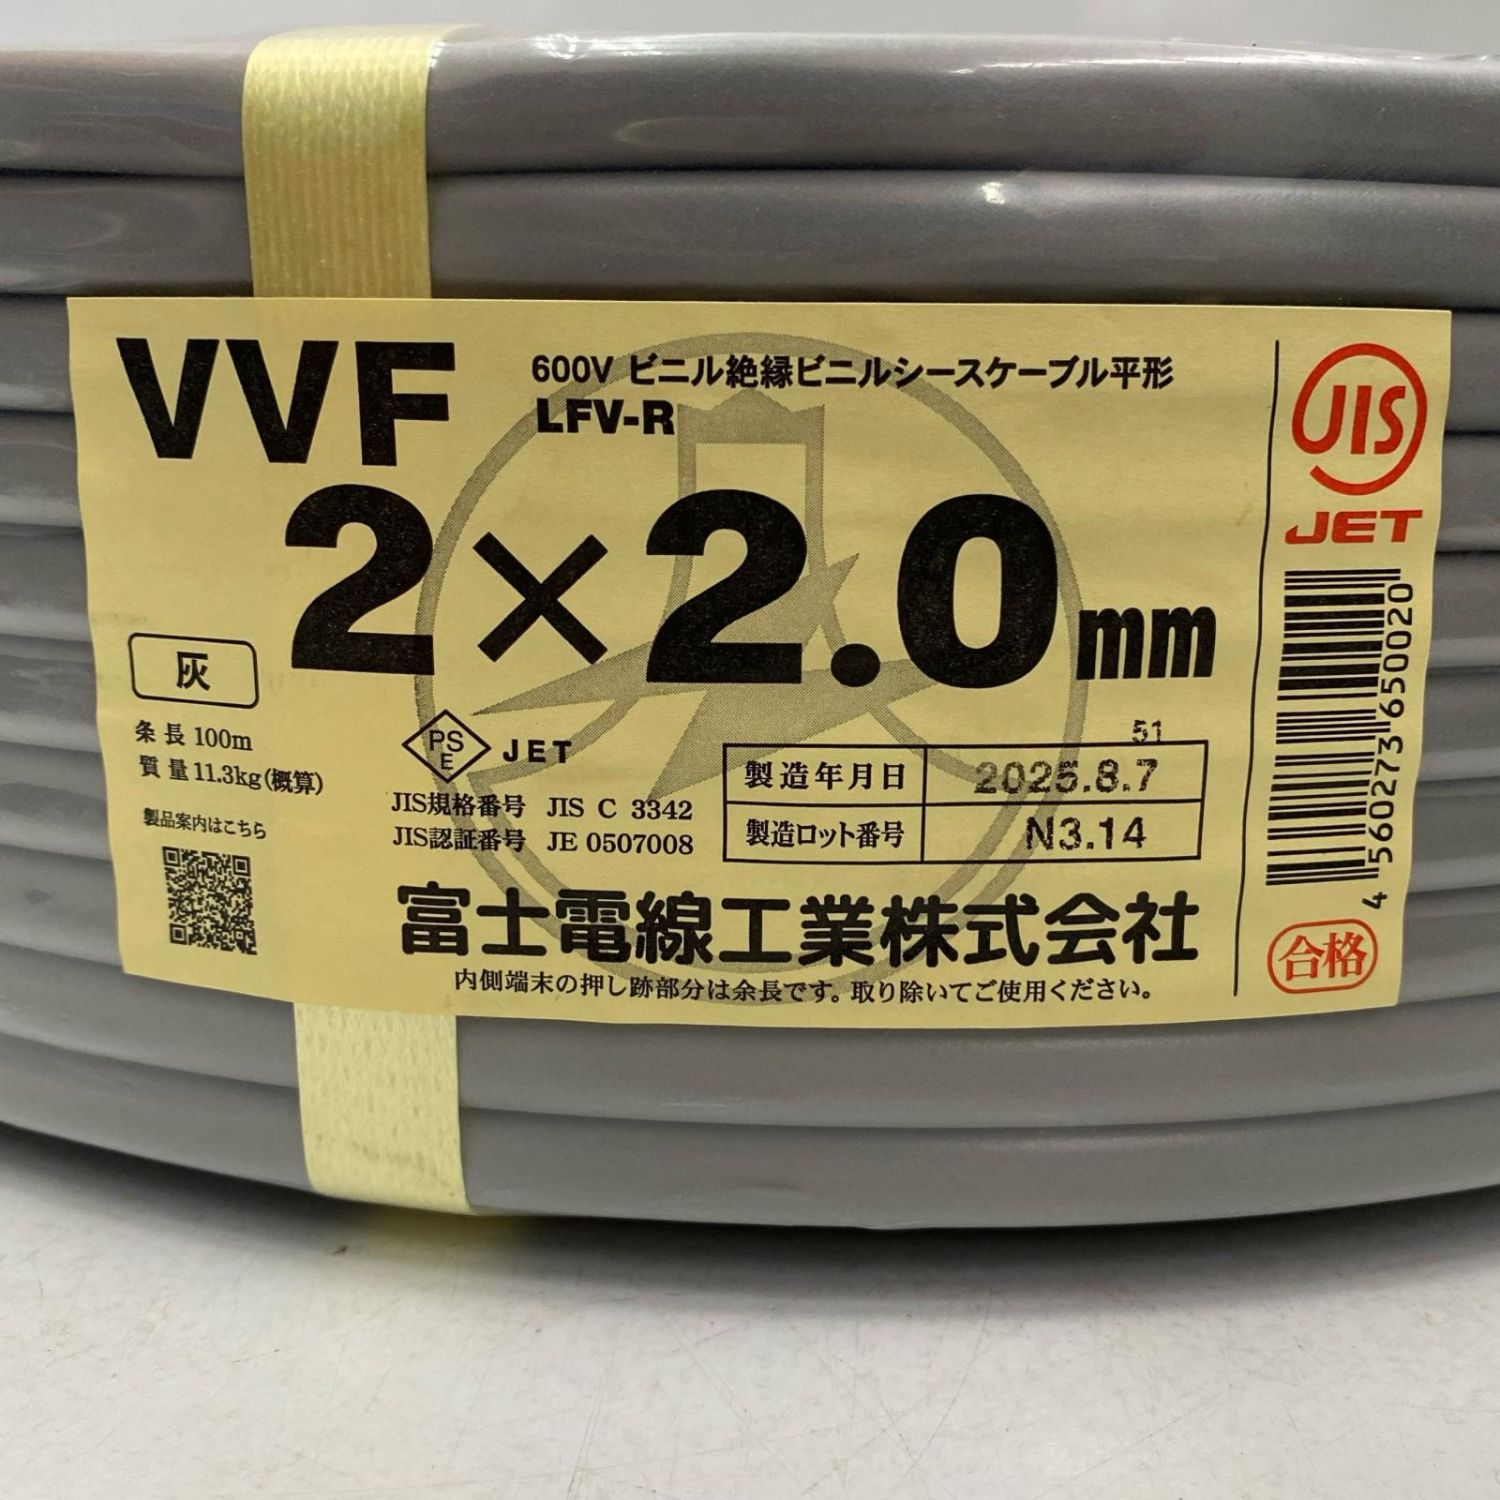 VVF
600V ビニル絶縁ビニルシースケーブル平形
LFV-R
2×2.0mm
灰
条長 100m
質量 11.3kg(概算)
製品案内はこちら
PS
E
JET
JIS規格番号 JIS C 3342
JIS認証番号 JE 0507008
51
製造年月日 2025.8.7
製造ロット番号 N3.14
富士電線工業株式会社
内側端末の押し跡部分は余長です。取り除いてご使用ください。
JIS
JET
4560273650020
合格